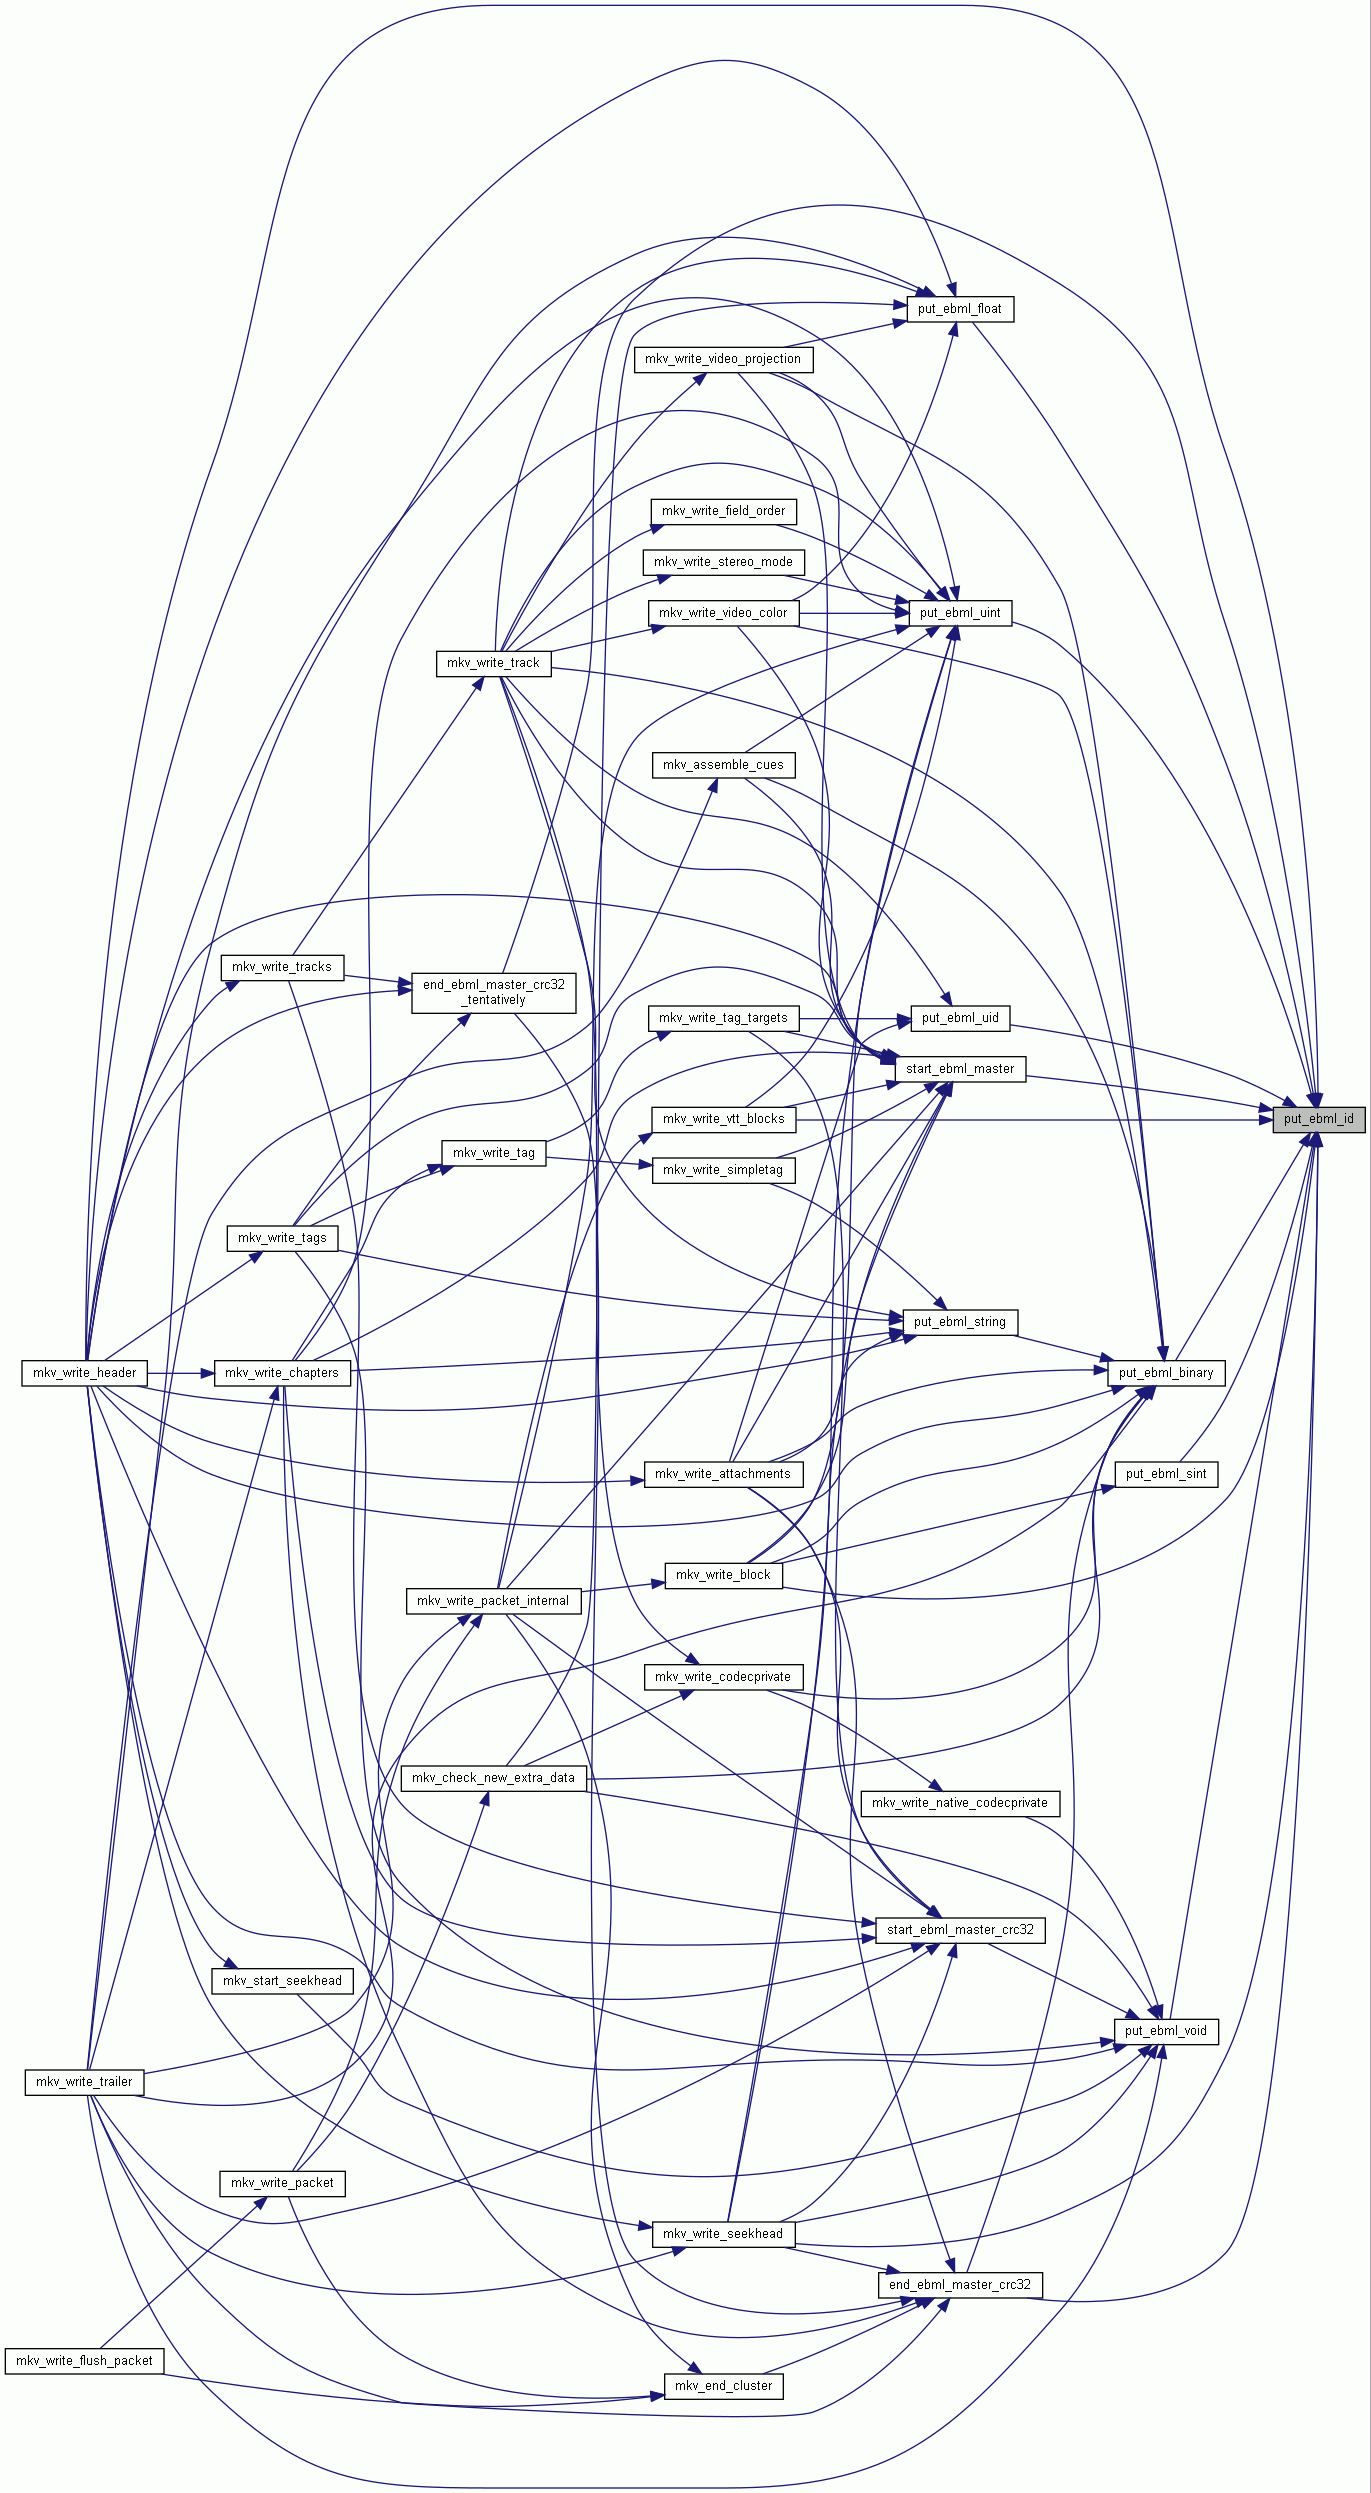 put_ebml_float
mkv_write_video_projection
mkv_write_field_order
mkv_write_stereo_mode
mkv_write_video_color
put_ebml_uint
mkv_write_track
mkv_assemble_cues
mkv_write_tracks
end_ebml_master_crc32
_tentatively
mkv_write_tag_targets
put_ebml_uid
start_ebml_master
mkv_write_vtt_blocks
put_ebml_id
mkv_write_tag
mkv_write_simpletag
mkv_write_tags
put_ebml_string
mkv_write_header
mkv_write_chapters
put_ebml_binary
mkv_write_attachments
put_ebml_sint
mkv_write_block
mkv_write_packet_internal
mkv_write_codecprivate
mkv_check_new_extra_data
mkv_write_native_codecprivate
start_ebml_master_crc32
mkv_start_seekhead
put_ebml_void
mkv_write_trailer
mkv_write_packet
mkv_write_seekhead
end_ebml_master_crc32
mkv_write_flush_packet
mkv_end_cluster